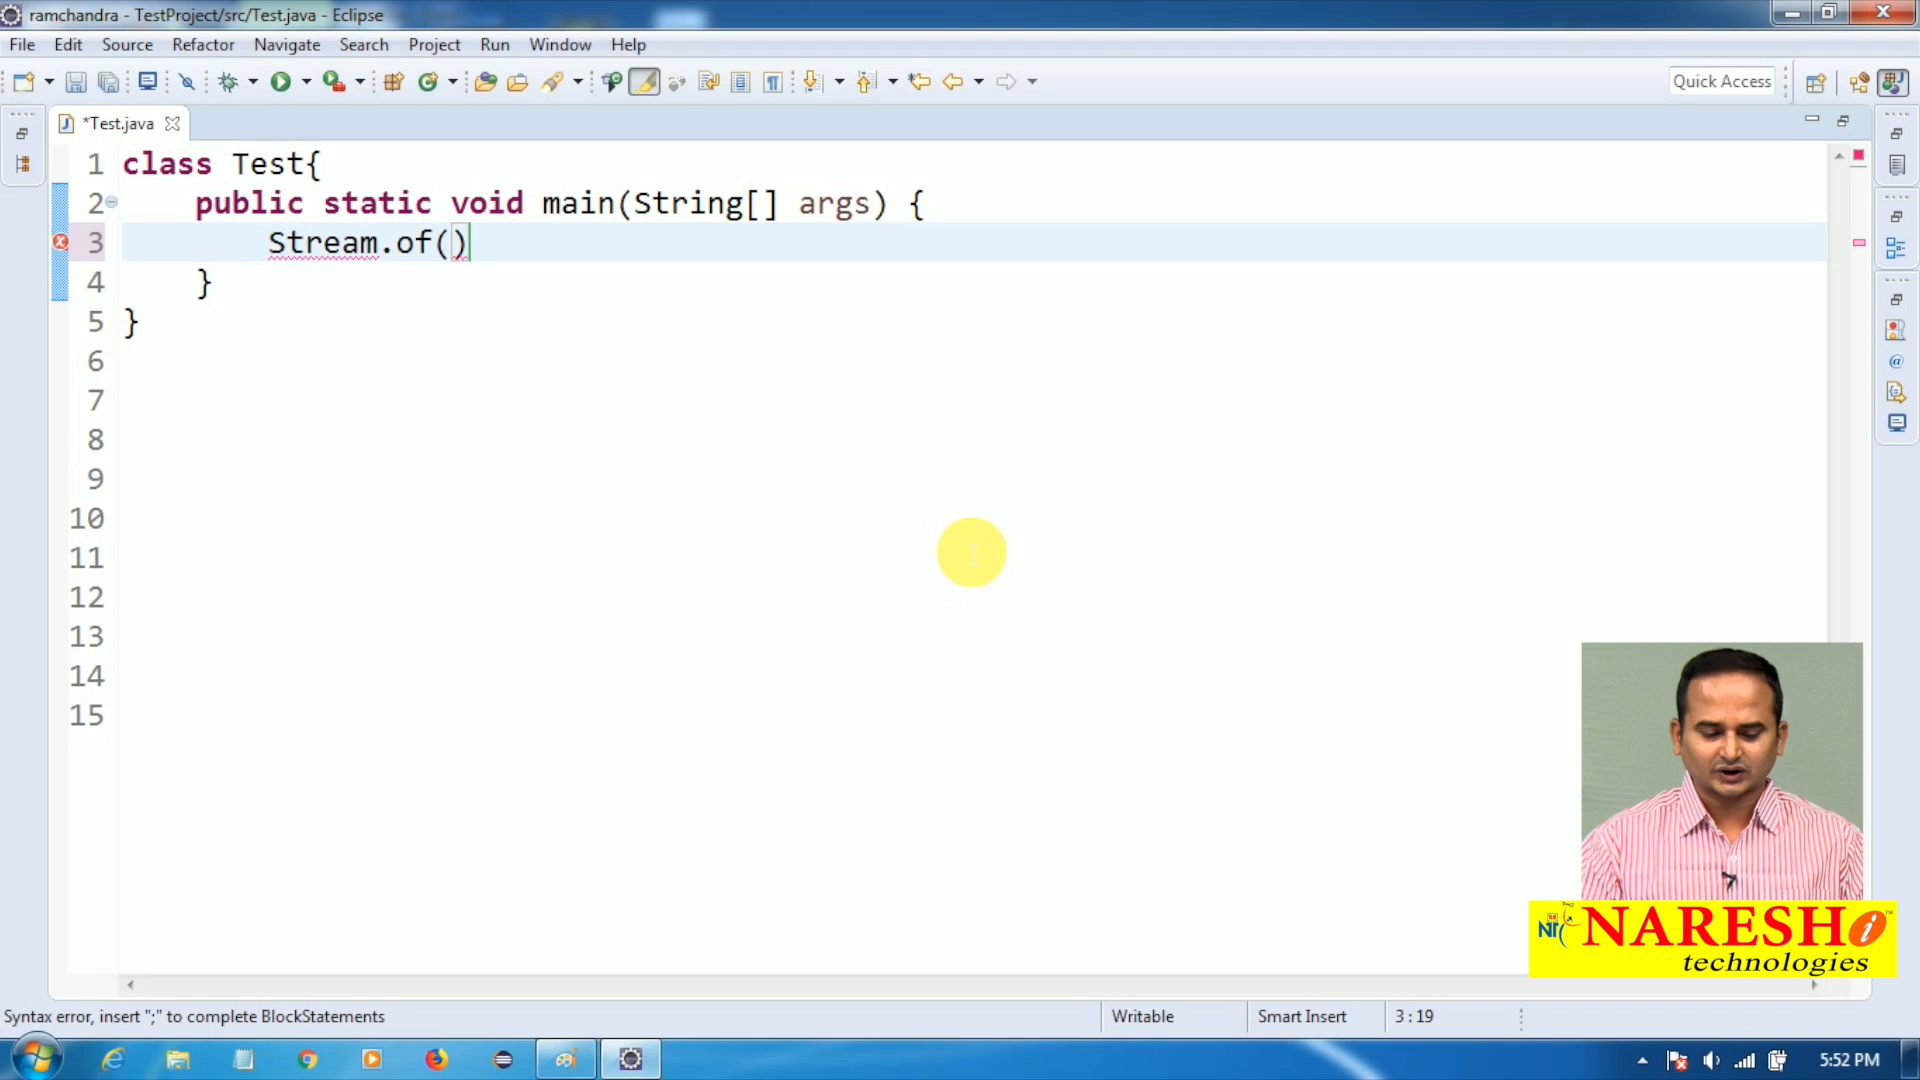 ramchandra - TestProject/src/Test.java - Eclipse
File Edit Source Refactor Navigate Search Project Run Window Help
Quick Access
*Test.java
1 class Test{
2 public static void main(String[] args) {
3 Stream.of()
4 }
5 }
6
7
8
9
10
11
12
13
14
15
NARESH i
technologies
Syntax error, insert ";" to complete BlockStatements
Writable
Smart Insert
3 : 19
5:52 PM